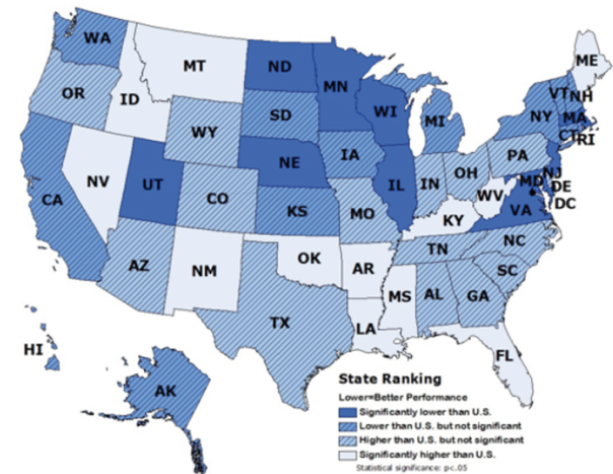 WA
MT
ND
MN
ME
OR
ID
SD
WI
MI
VT
NH
NY
MA
CT
RI
WY
IA
PA
NE
NV
UT
CO
IL
IN
OH
NJ
MD
DE
DC
WV
VA
CA
KS
MO
KY
NC
AZ
NM
OK
TN
AR
SC
TX
MS
AL
GA
LA
HI
FL
AK
State Ranking
Lower=Better Performance
Significantly lower than U.S.
Lower than U.S. but not significant
Higher than U.S. but not significant
Significantly higher than U.S.
Statistical significance: p<.05